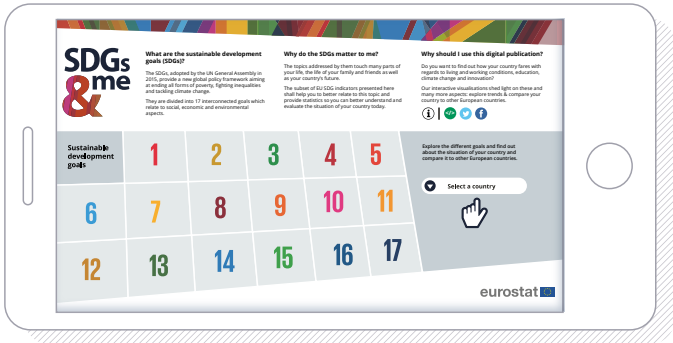 SDGs
& me
What are the sustainable development
goals (SDGs)?
The SDGs, adopted by the UN General Assembly in
2015, provide a new global policy framework aiming
at ending all forms of poverty, fighting inequalities
and tackling climate change.
They are divided into 17 interconnected goals which
relate to social, economic and environmental
aspects.
Why do the SDGs matter to me?
The topics addressed by them touch many parts of
your life, the life of your family and friends as well
as your country's future.
The subset of EU SDG indicators presented here
shall help you to better relate to this topic and
provide statistics so you can better understand and
evaluate the situation of your country today.
Why should I use this digital publication?
Do you want to find out how your country fares with
regards to living and working conditions, education,
climate change and innovation?
Our interactive visualisations shed light on these and
many more aspects: explore trends & compare your
country to other European countries.
Sustainable
development
goals
1 2 3 4 5
6 7 8 9 10 11
12 13 14 15 16 17
Explore the different goals and find out
about the situation of your country and
compare it to other European countries.
Select a country
eurostat